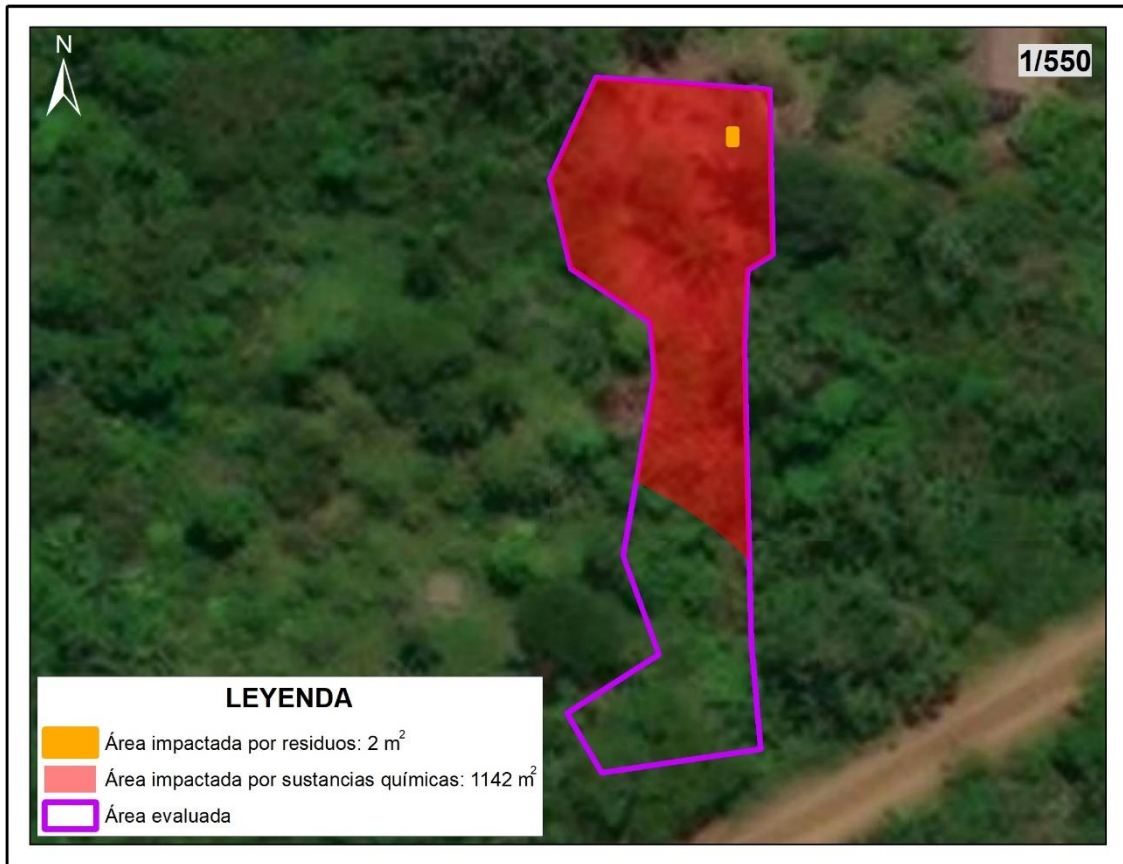 N
1/550
LEYENDA
Área impactada por residuos: 2 m²
Área impactada por sustancias químicas: 1142 m²
Área evaluada